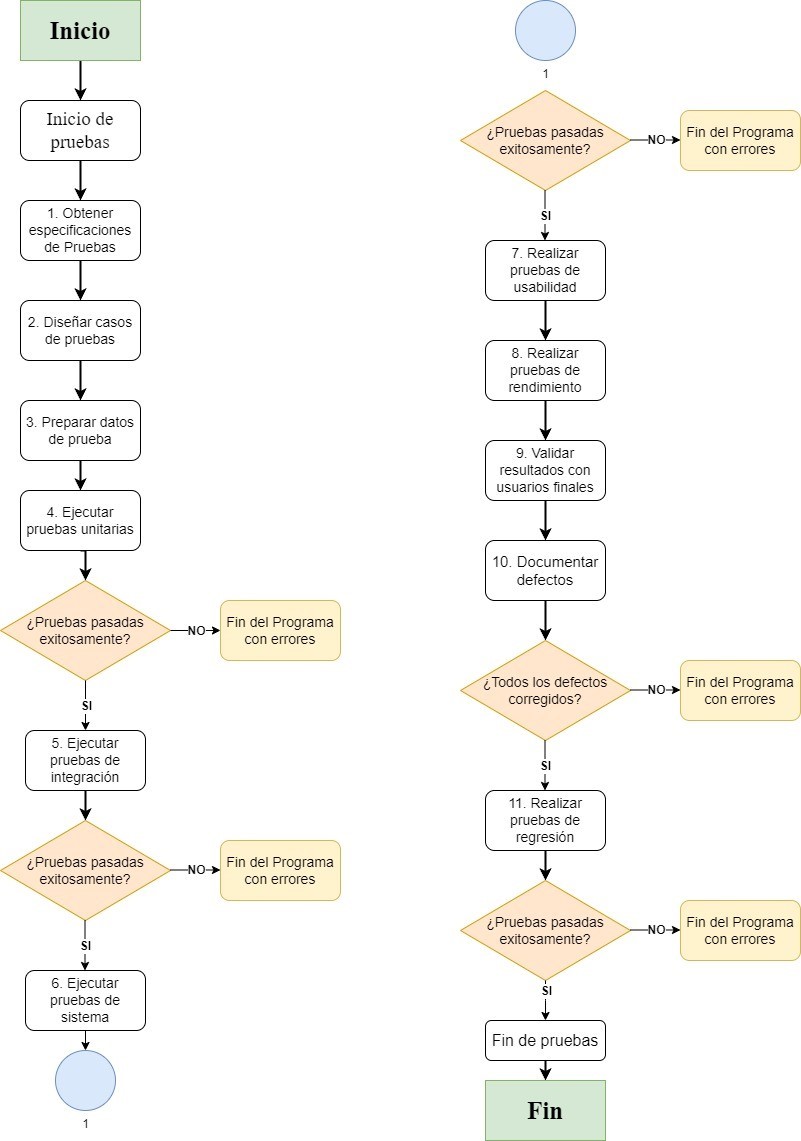 Inicio
Inicio de
pruebas
1. Obtener
especificaciones
de Pruebas
2. Diseñar casos
de pruebas
3. Preparar datos
de prueba
4. Ejecutar
pruebas unitarias
¿Pruebas pasadas
exitosamente?
NO
Fin del Programa
con errores
SI
5. Ejecutar
pruebas de
integración
¿Pruebas pasadas
exitosamente?
NO
Fin del Programa
con errores
SI
6. Ejecutar
pruebas de
sistema
1
1
¿Pruebas pasadas
exitosamente?
NO
Fin del Programa
con errores
SI
7. Realizar
pruebas de
usabilidad
8. Realizar
pruebas de
rendimiento
9. Validar
resultados con
usuarios finales
10. Documentar
defectos
¿Todos los defectos
corregidos?
NO
Fin del Programa
con errores
SI
11. Realizar
pruebas de
regresión
¿Pruebas pasadas
exitosamente?
NO
Fin del Programa
con errores
SI
Fin de pruebas
Fin